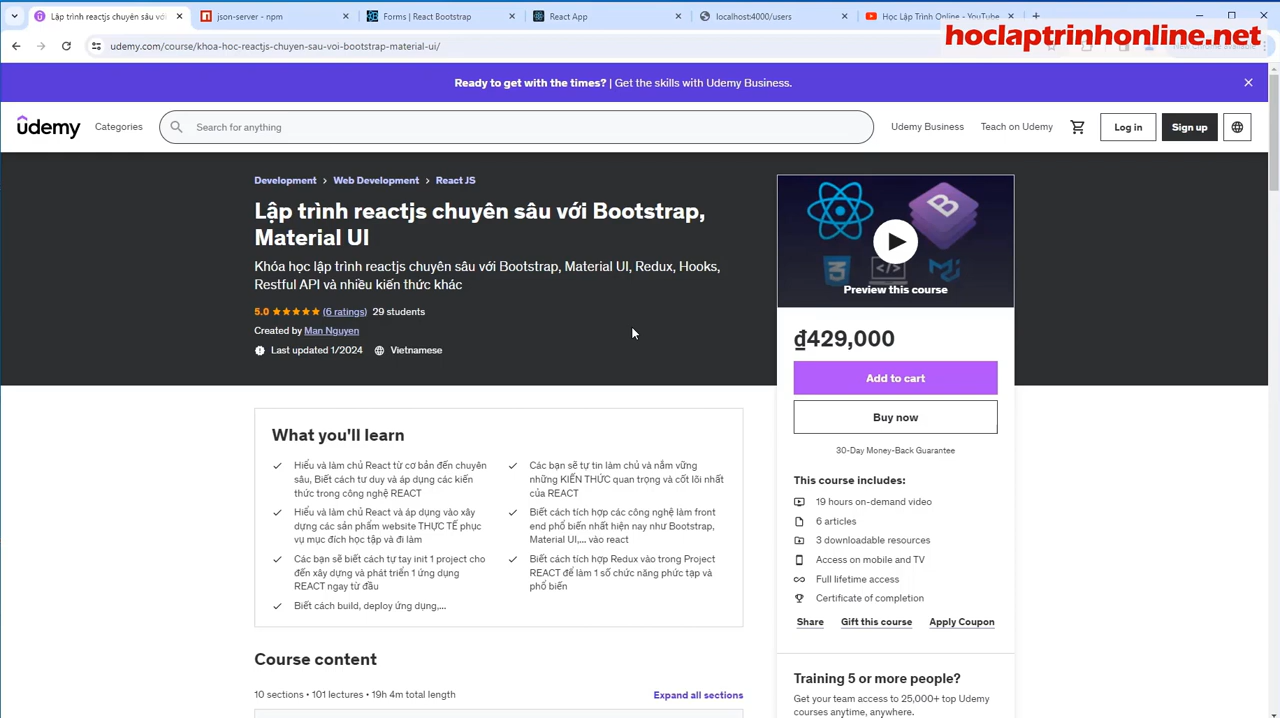 Lập trình reactjs chuyên sâu với
json-server - npm
Forms | React Bootstrap
React App
localhost:4000/users
Học Lập Trình Online - YouTube
hoclaptrinhonline.net
udemy.com/course/khoa-hoc-reactjs-chuyen-sau-voi-bootstrap-material-ui/
Ready to get with the times? | Get the skills with Udemy Business.
udemy
Categories
Search for anything
Udemy Business
Teach on Udemy
Log in
Sign up
Development > Web Development > React JS
Lập trình reactjs chuyên sâu với Bootstrap,
Material UI
Khóa học lập trình reactjs chuyên sâu với Bootstrap, Material UI, Redux, Hooks,
Restful API và nhiều kiến thức khác
5.0 (6 ratings) 29 students
Created by Man Nguyen
Last updated 1/2024 Vietnamese
Preview this course
₫429,000
Add to cart
Buy now
30-Day Money-Back Guarantee
This course includes:
19 hours on-demand video
6 articles
3 downloadable resources
Access on mobile and TV
Full lifetime access
Certificate of completion
Share Gift this course Apply Coupon
Training 5 or more people?
Get your team access to 25,000+ top Udemy
courses anytime, anywhere.
What you'll learn
Hiểu và làm chủ React từ cơ bản đến chuyên
sâu, Biết cách tư duy và áp dụng các kiến
thức trong công nghệ REACT
Các bạn sẽ tự tin làm chủ và nắm vững
những KIẾN THỨC quan trọng và cốt lõi nhất
của REACT
Hiểu và làm chủ React và áp dụng vào xây
dựng các sản phẩm website THỰC TẾ phục
vụ mục đích học tập và đi làm
Biết cách tích hợp các công nghệ làm front
end phổ biến nhất hiện nay như Bootstrap,
Material UI,... vào react
Các bạn sẽ biết cách tự tay init 1 project cho
đến xây dựng và phát triển 1 ứng dụng
REACT ngay từ đầu
Biết cách tích hợp Redux vào trong Project
REACT để làm 1 số chức năng phức tạp và
phổ biến
Biết cách build, deploy ứng dụng,...
Course content
10 sections • 101 lectures • 19h 4m total length
Expand all sections